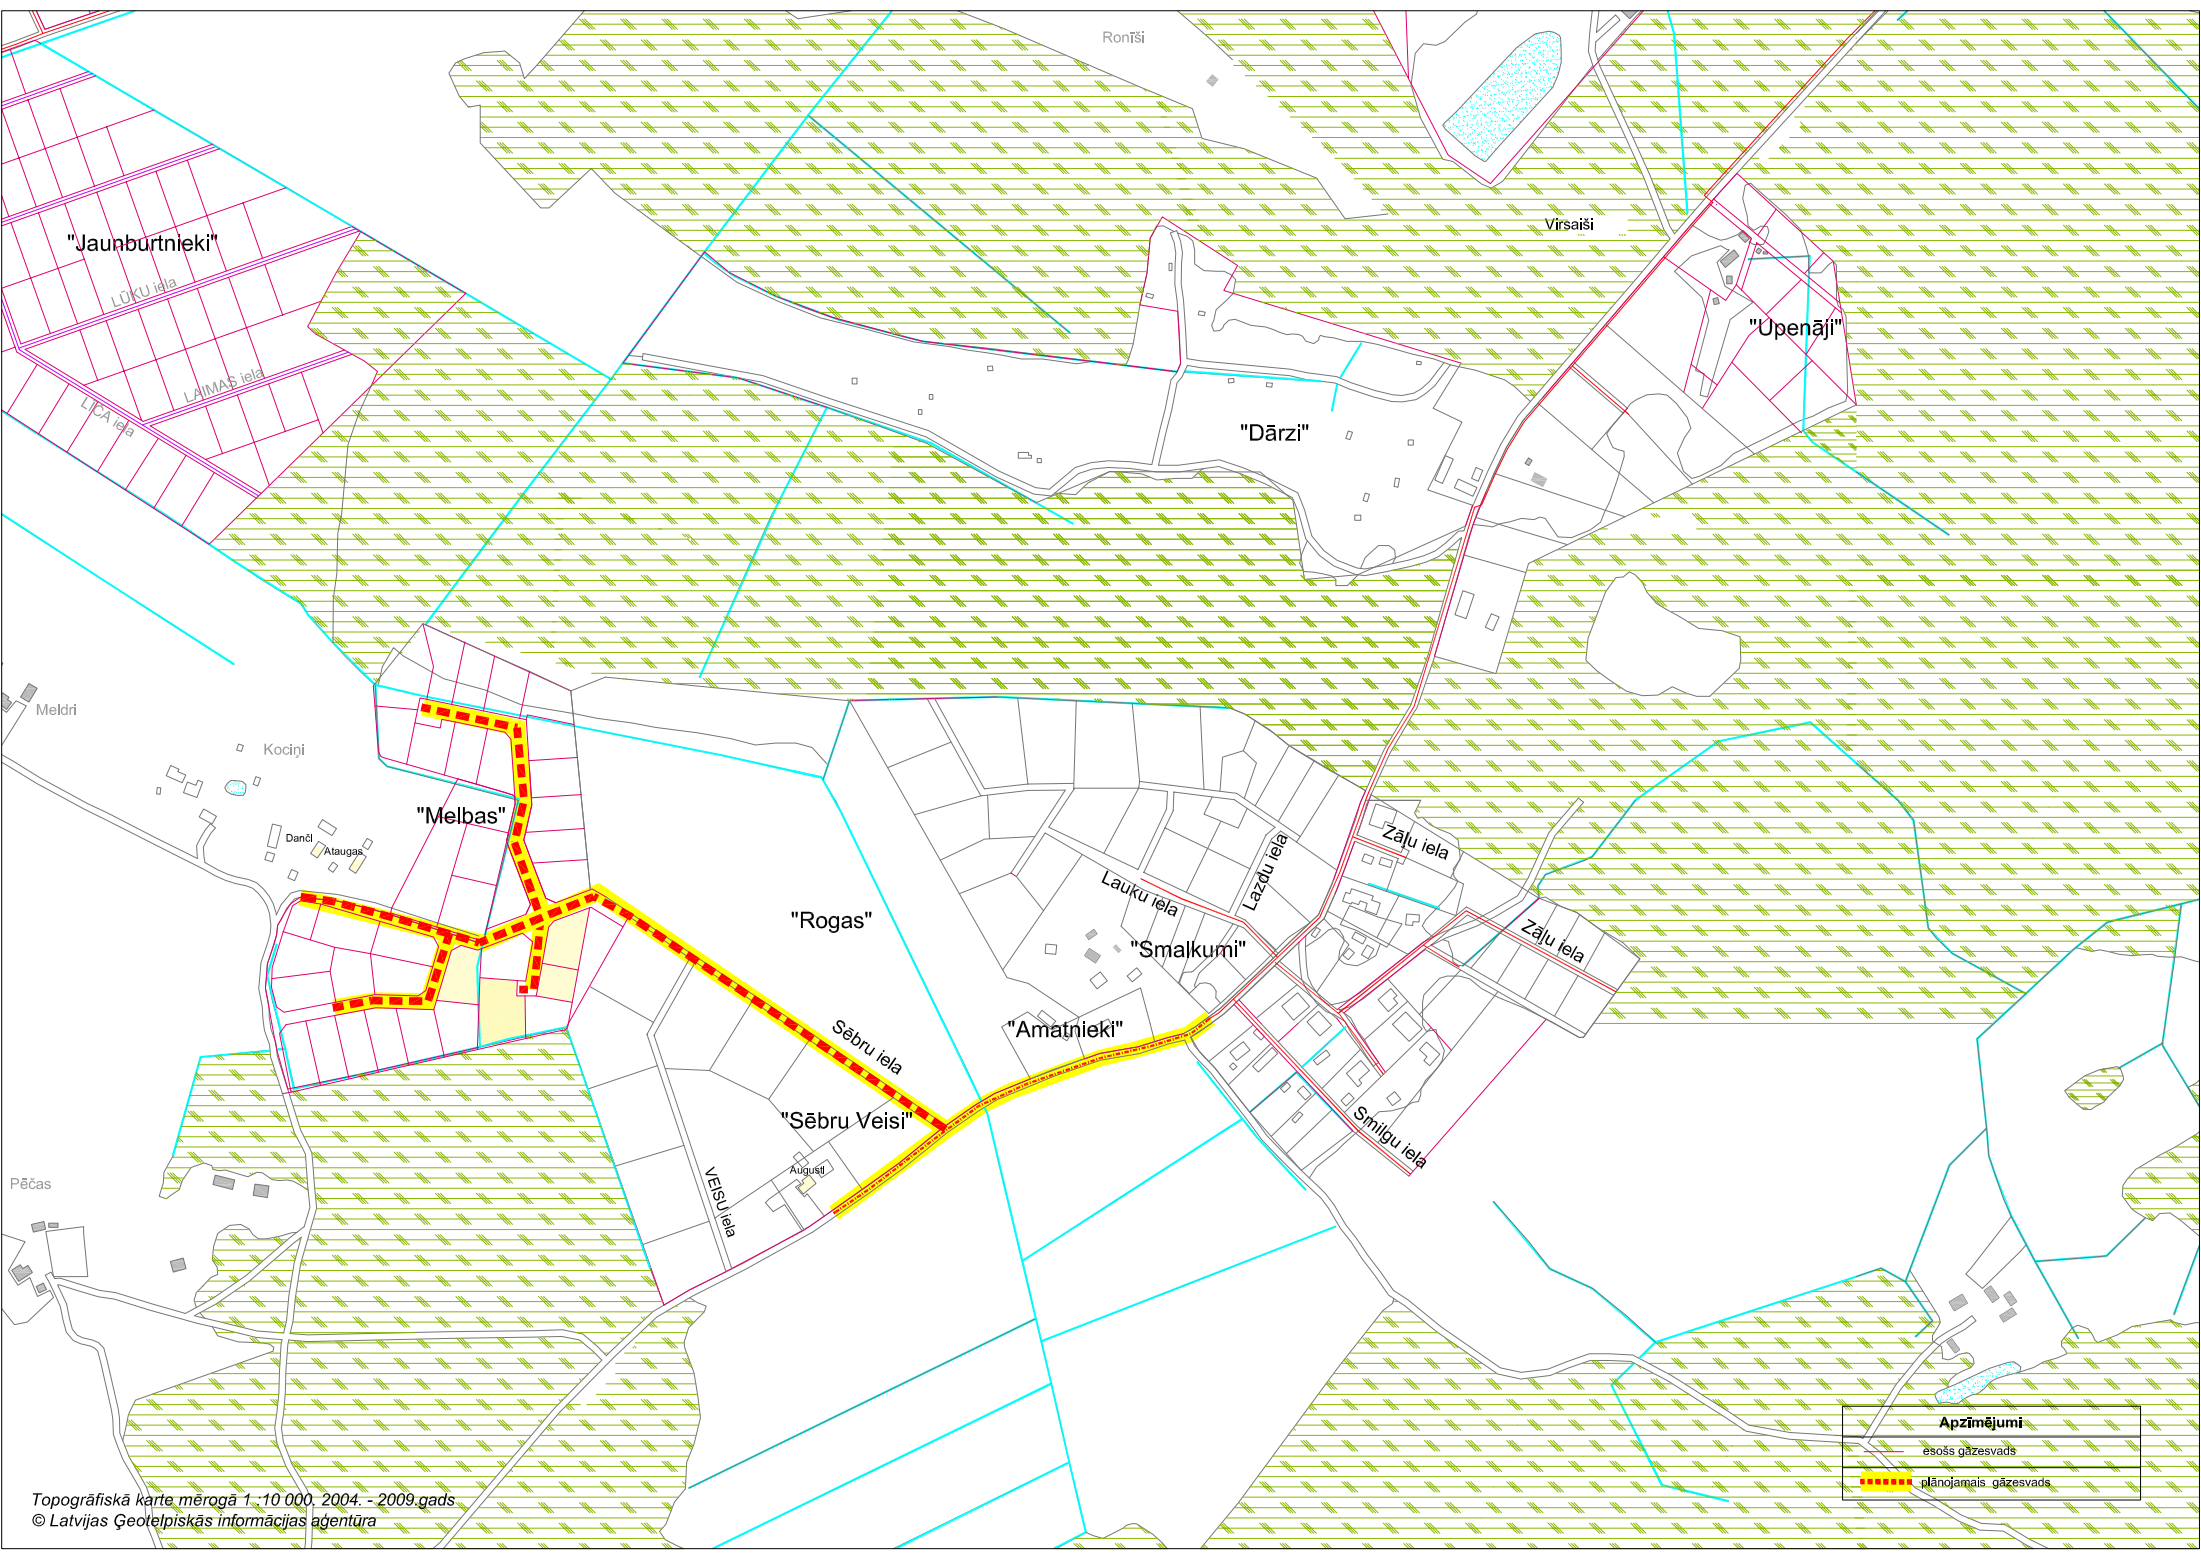 Ronīši
Virsaiši
"Jaunburtnieki"
LŪKU iela
"Upenāji"
LAIMAS iela
LIČA iela
"Dārzi"
Meldri
Kociņi
"Melbas"
Danči
Ataugas
Zāļu iela
Lazdu iela
Lauku iela
"Rogas"
"Smalkumi"
Zāļu iela
"Amatnieki"
Sēbru iela
"Sēbru Veisi"
Smilgu iela
Augusti
VEISU iela
Pēčas
Apzīmējumi
esošs gāzesvads
plānojamais gāzesvads
Topogrāfiskā karte mērogā 1 :10 000. 2004. - 2009.gads
© Latvijas Ģeotelpiskās informācijas aģentūra